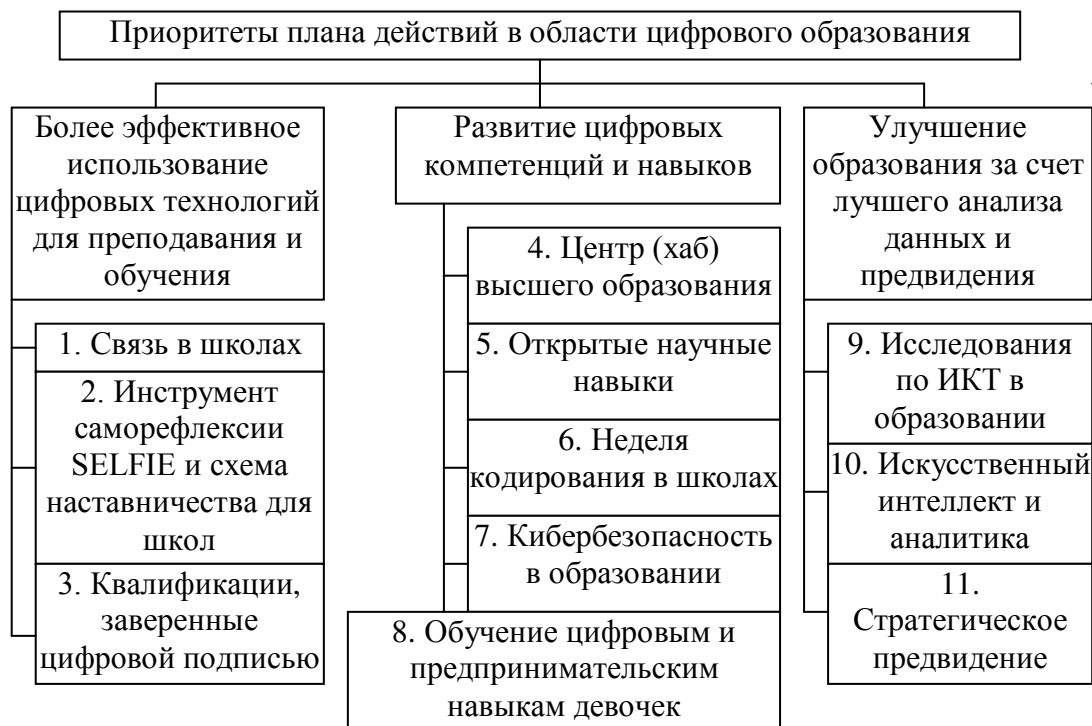 Приоритеты плана действий в области цифрового образования
Более эффективное
использование
цифровых технологий
для преподавания и
обучения
1. Связь в школах
2. Инструмент
саморефлексии
SELFIE и схема
наставничества для
школ
3. Квалификации,
заверенные
цифровой подписью
Развитие цифровых
компетенций и навыков
4. Центр (хаб)
высшего образования
5. Открытые научные
навыки
6. Неделя
кодирования в школах
7. Кибербезопасность
в образовании
8. Обучение цифровым и
предпринимательским
навыкам девочек
Улучшение
образования за счет
лучшего анализа
данных и
предвидения
9. Исследования
по ИКТ в
образовании
10. Искусственный
интеллект и
аналитика
11.
Стратегическое
предвидение